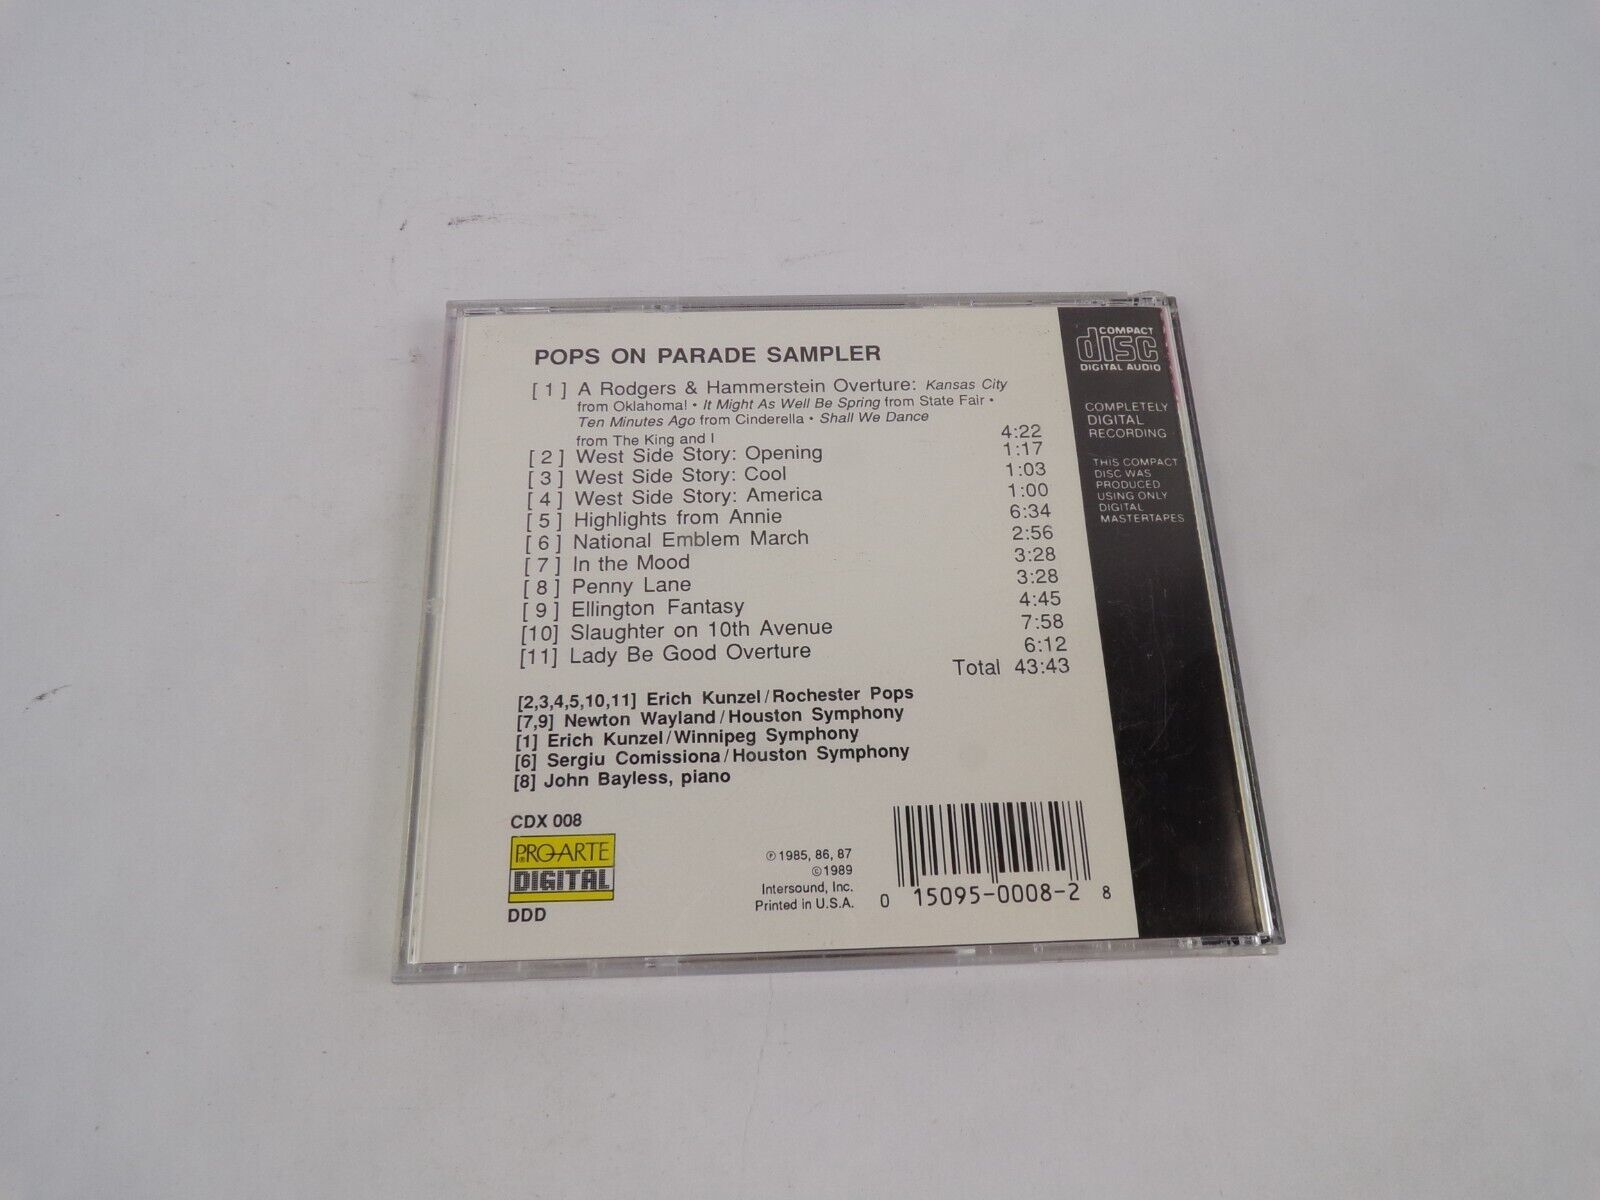 POPS ON PARADE SAMPLER
[ 1 ] A Rodgers & Hammerstein Overture: Kansas City
from Oklahoma! • It Might As Well Be Spring from State Fair •
Ten Minutes Ago from Cinderella • Shall We Dance
from The King and I 4:22
[ 2 ] West Side Story: Opening 1:17
[ 3 ] West Side Story: Cool 1:03
[ 4 ] West Side Story: America 1:00
[ 5 ] Highlights from Annie 6:34
[ 6 ] National Emblem March 2:56
[ 7 ] In the Mood 3:28
[ 8 ] Penny Lane 3:28
[ 9 ] Ellington Fantasy 4:45
[10] Slaughter on 10th Avenue 7:58
[11] Lady Be Good Overture 6:12
Total 43:43
[2,3,4,5,10,11] Erich Kunzel/Rochester Pops
[7,9] Newton Wayland/Houston Symphony
[1] Erich Kunzel/Winnipeg Symphony
[6] Sergiu Comissiona/Houston Symphony
[8] John Bayless, piano
CDX 008
PRO-ARTE
DIGITAL
DDD
℗ 1985, 86, 87
© 1989
Intersound, Inc.
Printed in U.S.A.
0 15095-0008-2 8
COMPACT
disc
DIGITAL AUDIO
COMPLETELY
DIGITAL
RECORDING
THIS COMPACT
DISC WAS
PRODUCED
USING ONLY
DIGITAL
MASTERTAPES